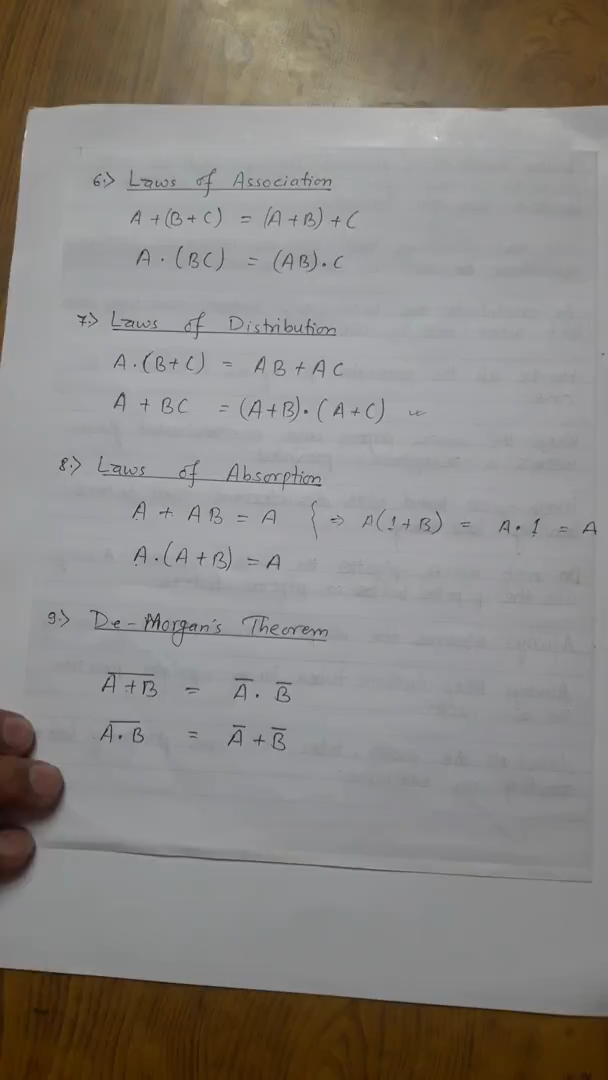 6.> Laws of Association
A + (B + C) = (A + B) + C
A . (BC) = (AB) . C
7.> Laws of Distribution
A . (B + C) = AB + AC
A + BC = (A+B) . (A+C)
8.> Laws of Absorption
A + AB = A { => A(1+B) = A . 1 = A
A . (A+B) = A
9.> De-Morgan's Theorem
A̅ ̅+̅ ̅B̅ = A̅ . B̅
A̅ ̅.̅ ̅B̅ = A̅ + B̅